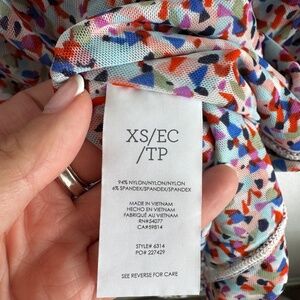 XS/EC
/TP
94% NYLON/NYLON/NYLON
6% SPANDEX/SPANDEX/SPANDEX
MADE IN VIETNAM
HECHO EN VIETNAM
FABRIQUÉ AU VIETNAM
RN#54077
CA#59814
STYLE# 6314
PO# 227429
SEE REVERSE FOR CARE